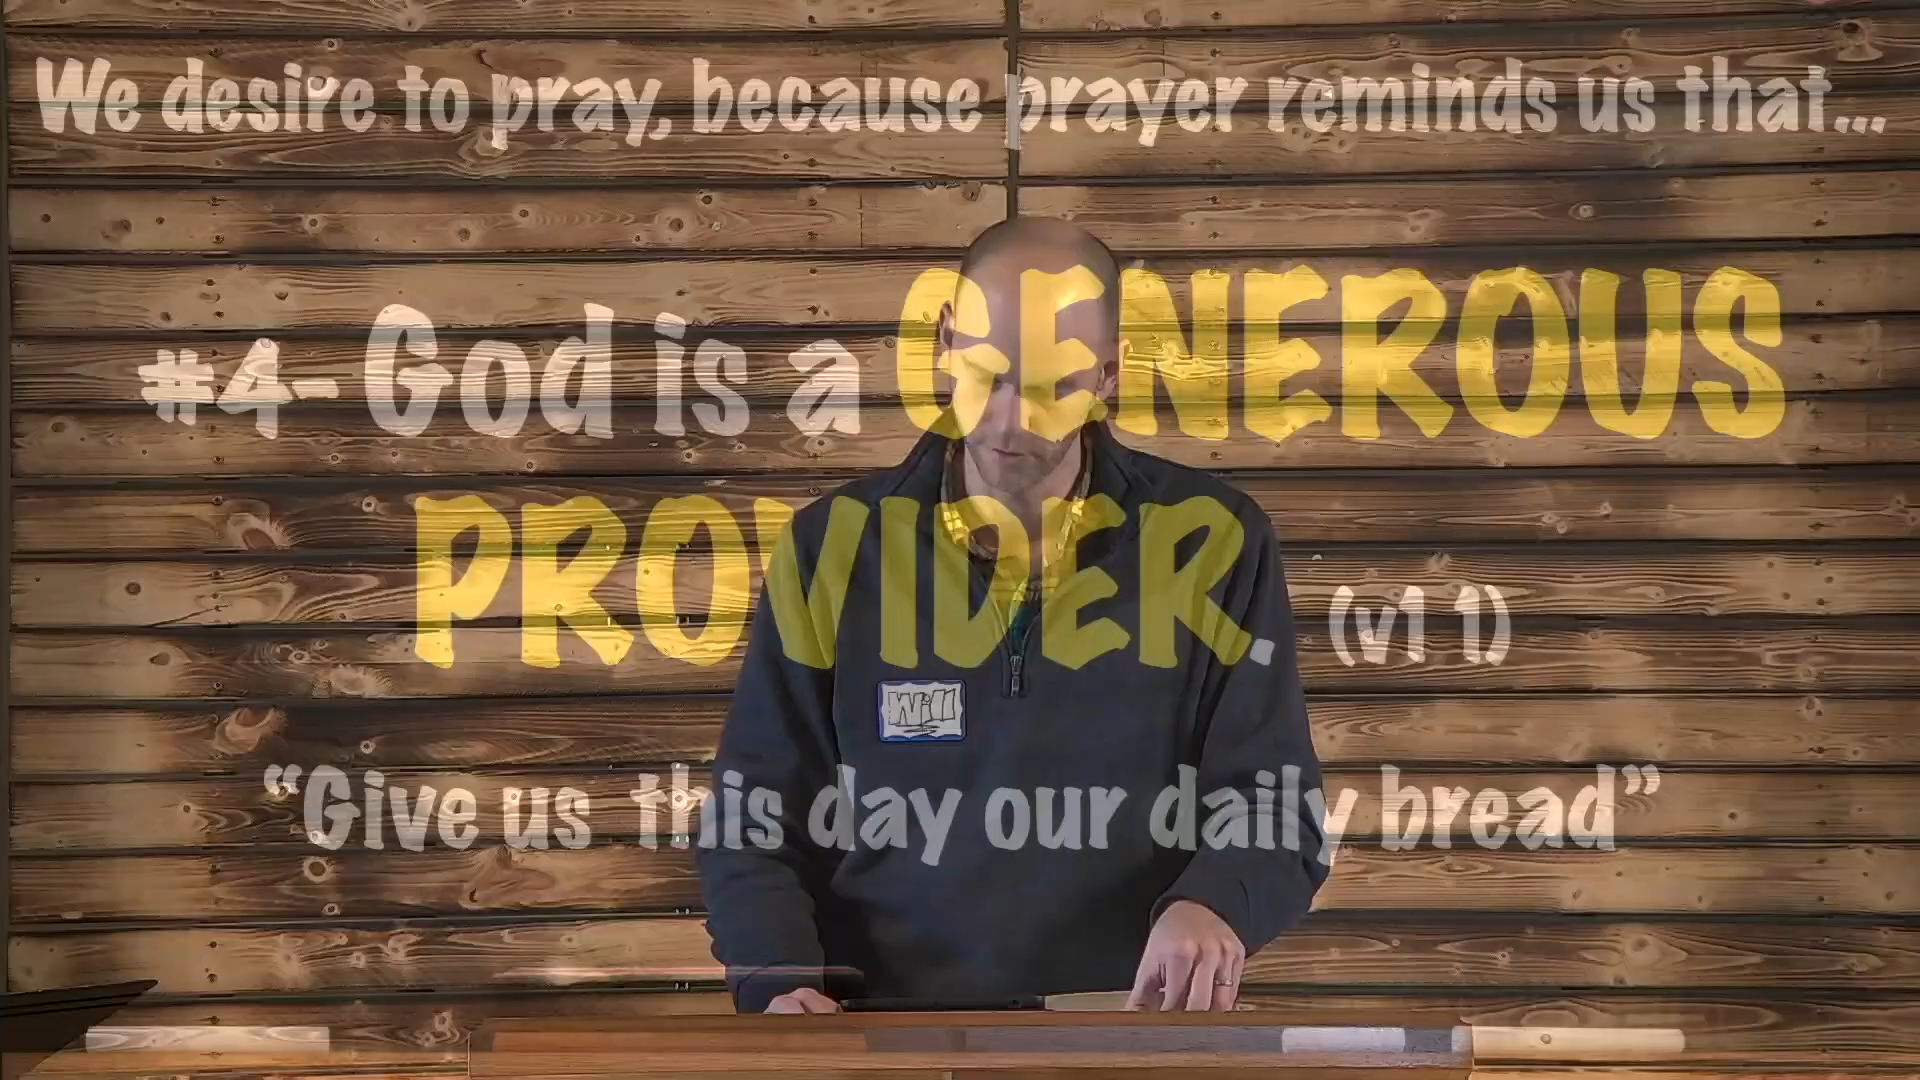 We desire to pray, because prayer reminds us that...
#4- God is a GENEROUS
PROVIDER. (v11)
Will
“Give us this day our daily bread”